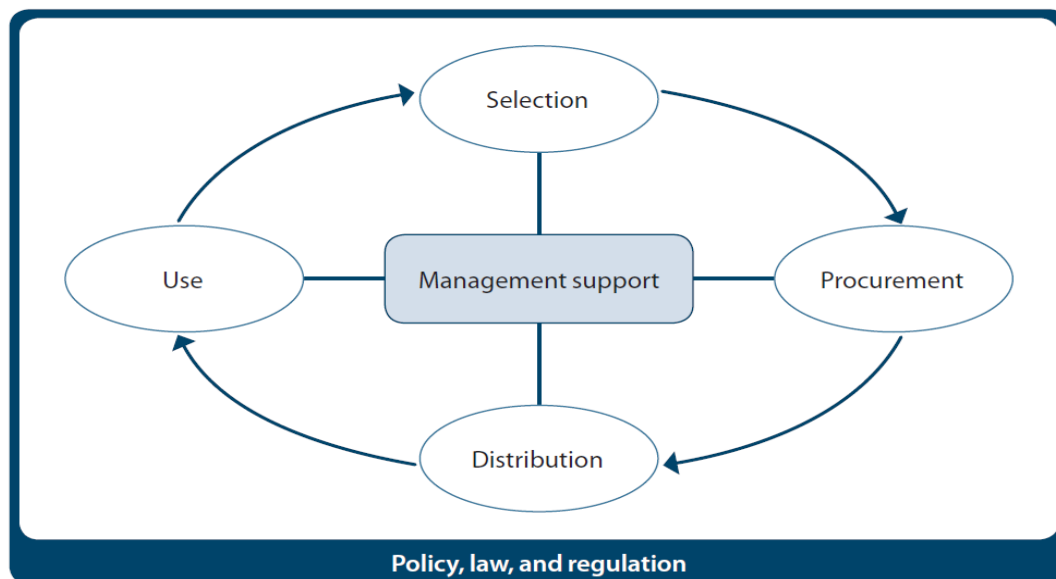 Selection
Use
Management support
Procurement
Distribution
Policy, law, and regulation